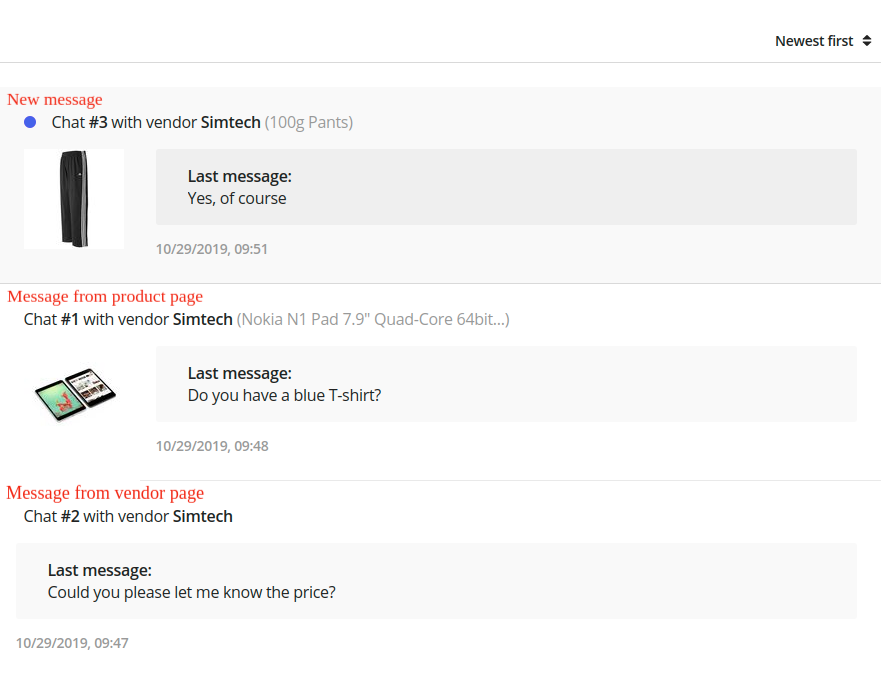 Newest first
New message
Chat #3 with vendor Simtech (100g Pants)
Last message:
Yes, of course
10/29/2019, 09:51
Message from product page
Chat #1 with vendor Simtech (Nokia N1 Pad 7.9" Quad-Core 64bit...)
Last message:
Do you have a blue T-shirt?
10/29/2019, 09:48
Message from vendor page
Chat #2 with vendor Simtech
Last message:
Could you please let me know the price?
10/29/2019, 09:47